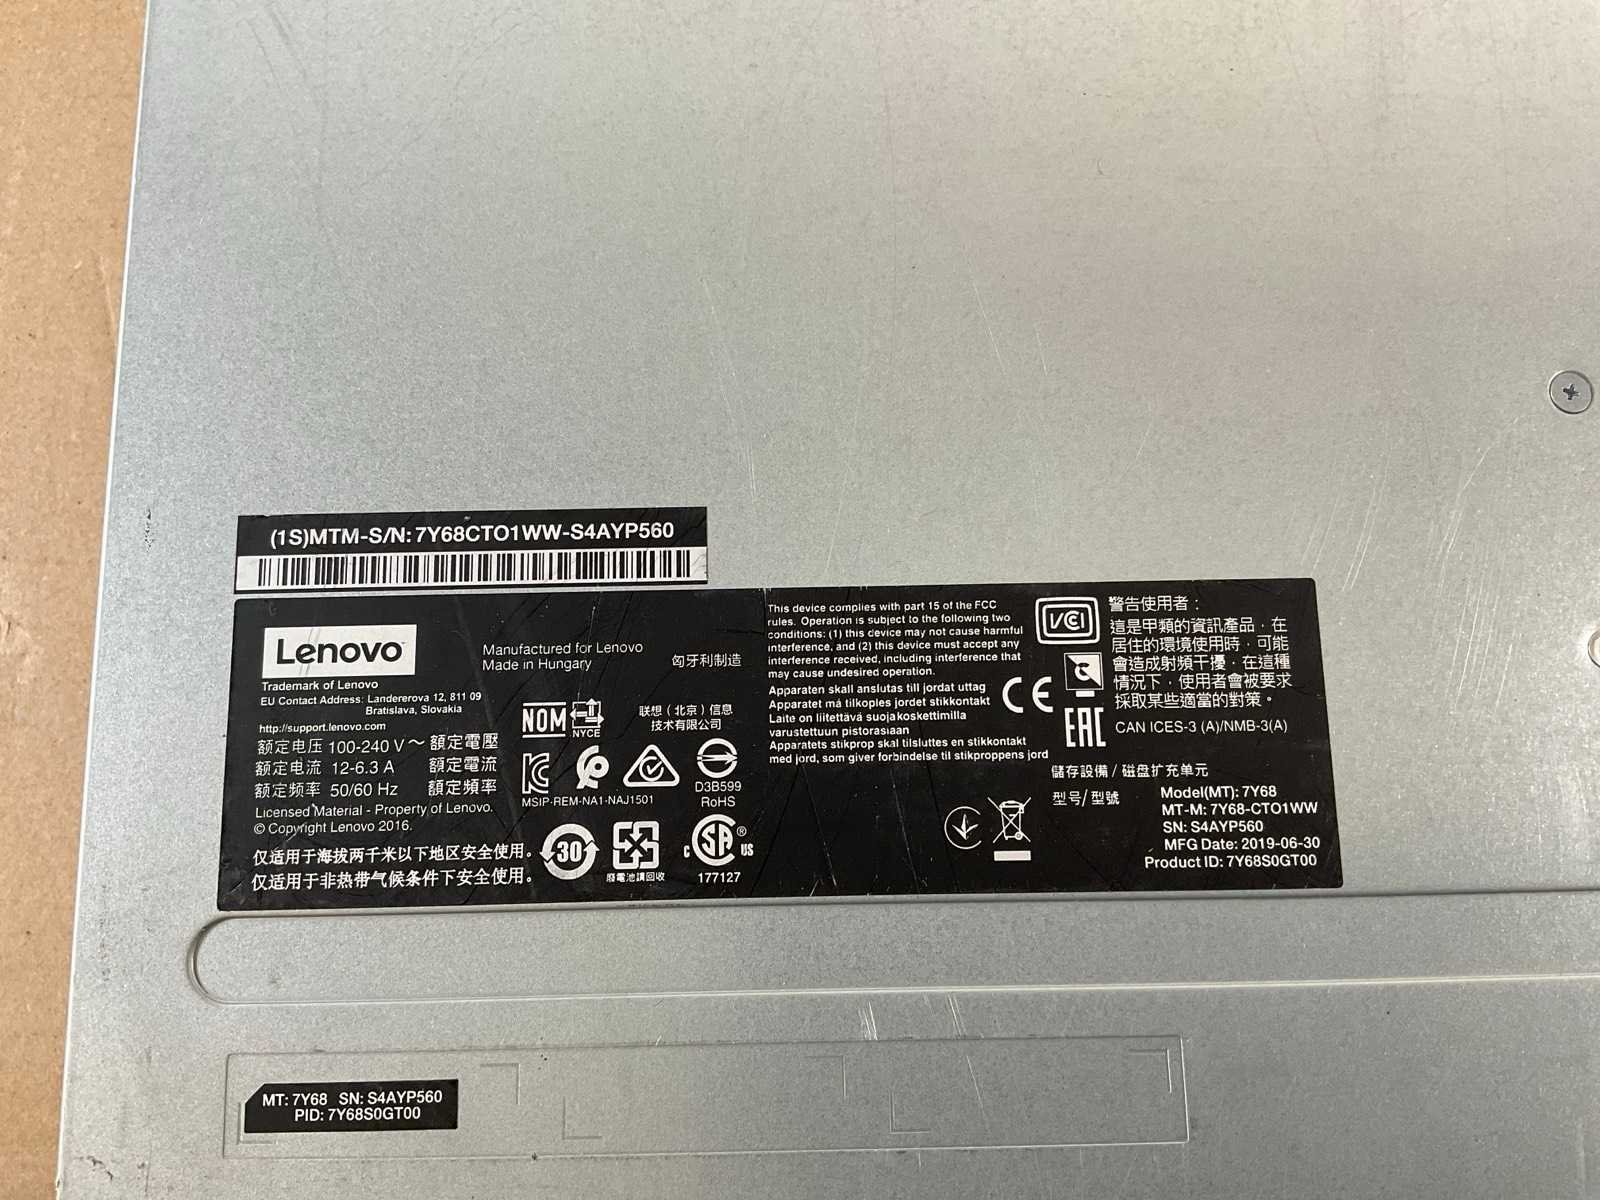 (1S)MTM-S/N: 7Y68CTO1WW-S4AYP560
Lenovo
Trademark of Lenovo
EU Contact Address: Landererova 12, 811 09
Bratislava, Slovakia
http://support.lenovo.com
额定电压 100-240 V～ 額定電壓
额定电流 12-6.3 A 額定電流
额定频率 50/60 Hz 額定頻率
Licensed Material - Property of Lenovo.
© Copyright Lenovo 2016.
仅适用于海拔两千米以下地区安全使用。
仅适用于非热带气候条件下安全使用。
Manufactured for Lenovo
Made in Hungary
匈牙利制造
NOM
NYCE
联想（北京）信息
技术有限公司
MSIP-REM-NA1-NAJ1501
D3B599
RoHS
30
廢電池請回收
C SA ® US
177127
This device complies with part 15 of the FCC
rules. Operation is subject to the following two
conditions: (1) this device may not cause harmful
interference, and (2) this device must accept any
interference received, including interference that
may cause undesired operation.
Apparaten skall anslutas till jordat uttag
Apparatet må tilkoples jordet stikkontakt
Laite on liitettävä suojakoskettimilla
varustettuun pistorasiaan
Apparatets stikprop skal tilsluttes en stikkontakt
med jord, som giver forbindelse til stikproppens jord
CE
VCI
EAC
警告使用者：
這是甲類的資訊產品，在
居住的環境使用時，可能
會造成射頻干擾，在這種
情況下，使用者會被要求
採取某些適當的對策。
CAN ICES-3 (A)/NMB-3(A)
儲存設備 / 磁盘扩充单元
型号/ 型號
Model(MT): 7Y68
MT-M: 7Y68-CTO1WW
SN: S4AYP560
MFG Date: 2019-06-30
Product ID: 7Y68S0GT00
MT: 7Y68 SN: S4AYP560
PID: 7Y68S0GT00